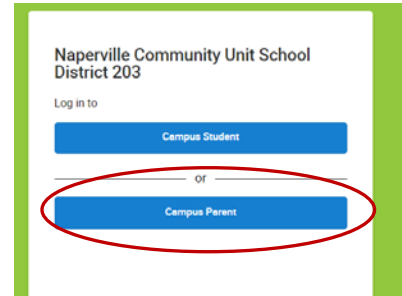 Naperville Community Unit School
District 203
Log in to
Campus Student
or
Campus Parent